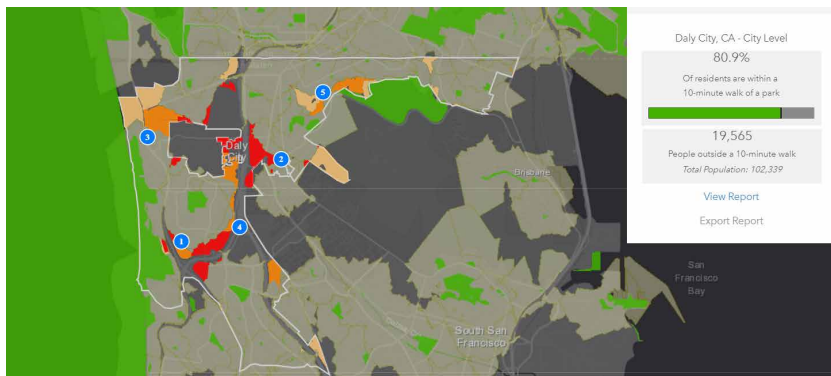 Daly City, CA - City Level
80.9%
Of residents are within a
10-minute walk of a park
19,565
People outside a 10-minute walk
Total Population: 102,339
View Report
Export Report
5
3
Daly
City
2
Brisbane
1
4
San
Francisco
Bay
South San
Francisco